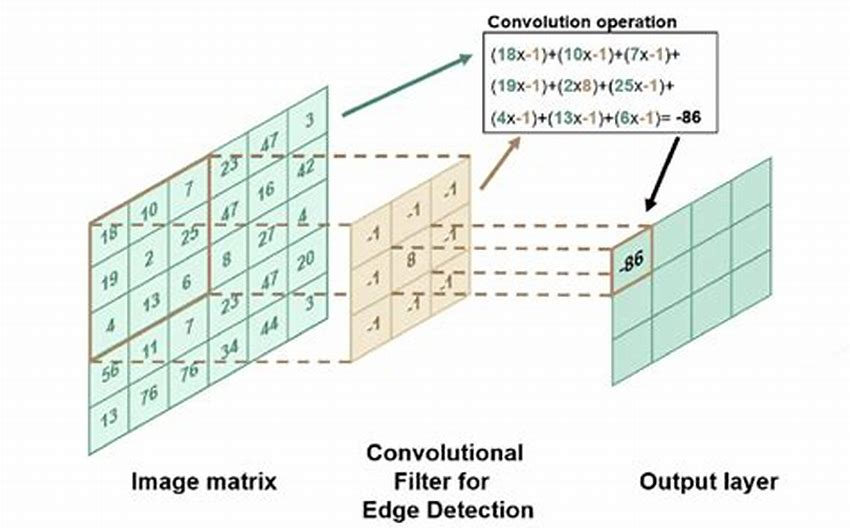 Convolution operation
(18x-1)+(10x-1)+(7x-1)+
(19x-1)+(2x8)+(25x-1)+
(4x-1)+(13x-1)+(6x-1)= -86
18 10 7 23 47 3
19 2 25 47 16 42
4 13 6 8 27 4
56 11 7 23 47 20
13 76 76 34 44 3
-1 -1 -1
-1 8 -1
-1 -1 -1
-86
Image matrix
Convolutional
Filter for
Edge Detection
Output layer